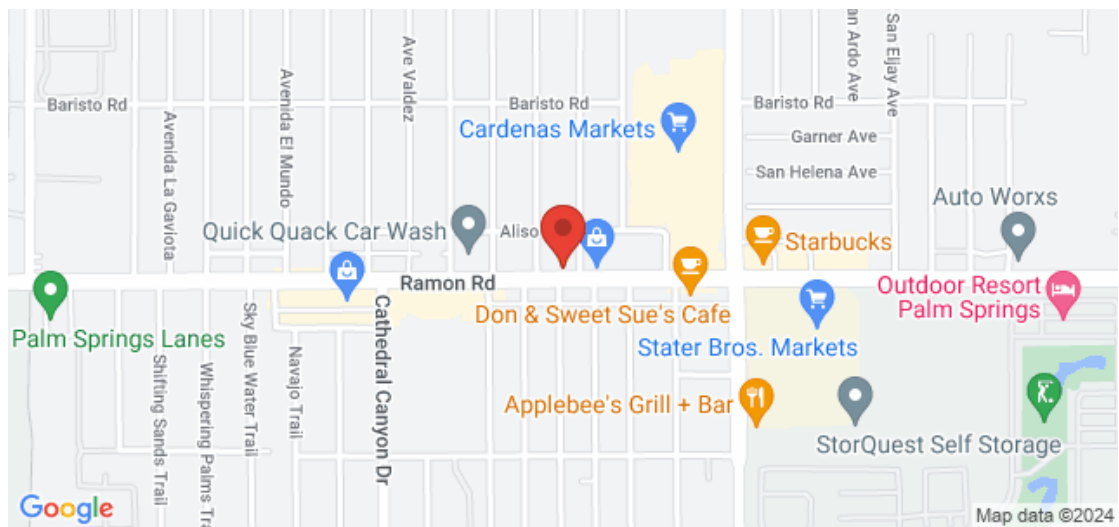 San Ardo Ave
San Eljay Ave
Ave Valdez
Avenida El Mundo
Avenida La Gaviota
Baristo Rd
Baristo Rd
Baristo Rd
Cardenas Markets
Garner Ave
San Helena Ave
Auto Worxs
Quick Quack Car Wash
Aliso
Starbucks
Ramon Rd
Outdoor Resort
Palm Springs
Palm Springs Lanes
Don & Sweet Sue's Cafe
Stater Bros. Markets
Sky Blue Water Trail
Cathedral Canyon Dr
Navajo Trail
Shifting Sands Trail
Whispering Palms Tra
Applebee's Grill + Bar
StorQuest Self Storage
Google
Map data ©2024